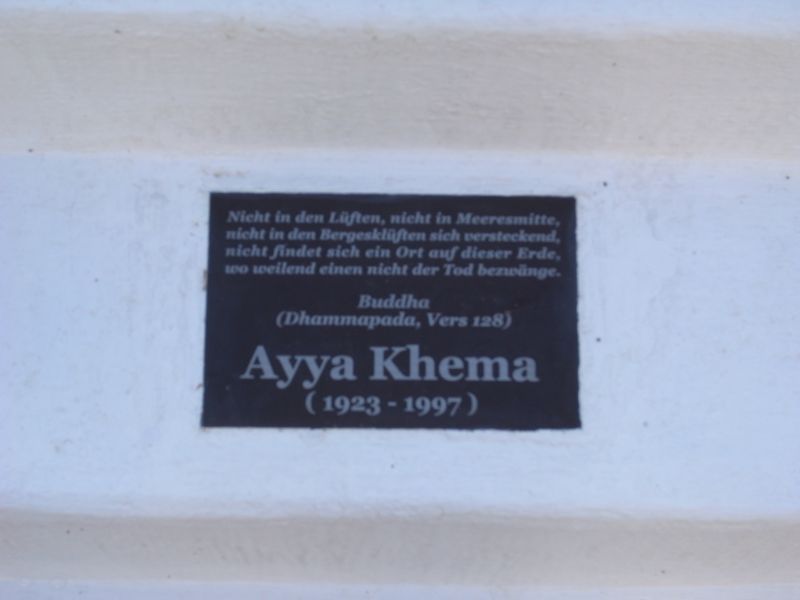 Nicht in den Lüften, nicht in Meeresmitte,
nicht in den Bergesklüften sich versteckend,
nicht findet sich ein Ort auf dieser Erde,
wo weilend einen nicht der Tod bezwänge.
Buddha
(Dhammapada, Vers 128)
Ayya Khema
( 1923 - 1997 )